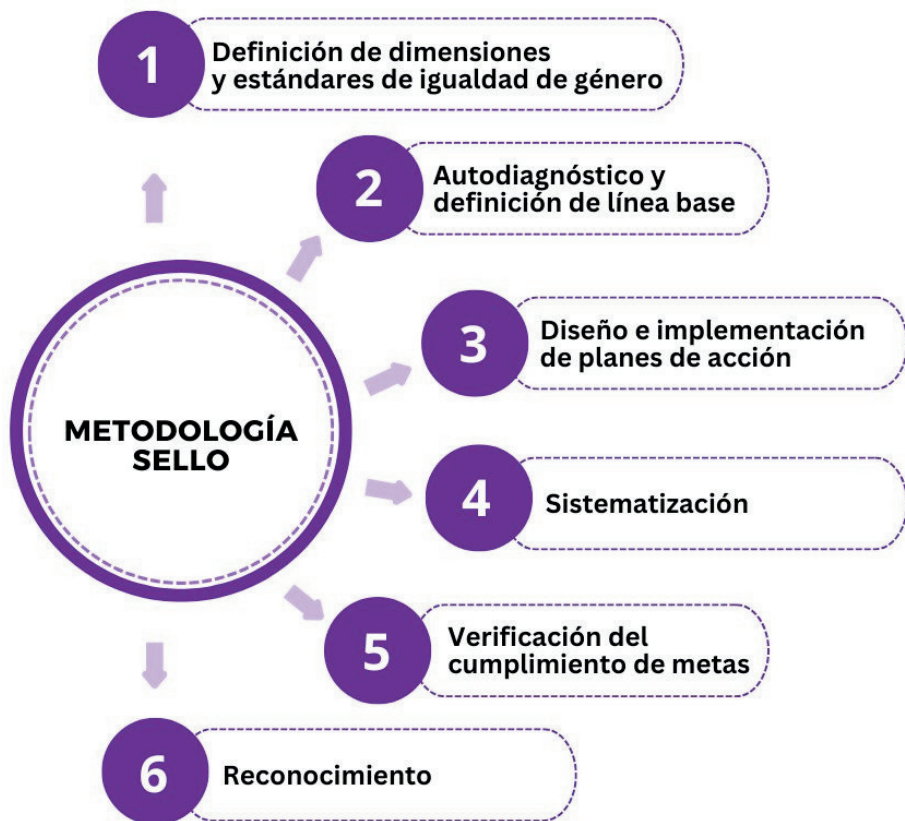 1
Definición de dimensiones
y estándares de igualdad de género
2
Autodiagnóstico y
definición de línea base
3
Diseño e implementación
de planes de acción
METODOLOGÍA
SELLO
4
Sistematización
5
Verificación del
cumplimiento de metas
6
Reconocimiento